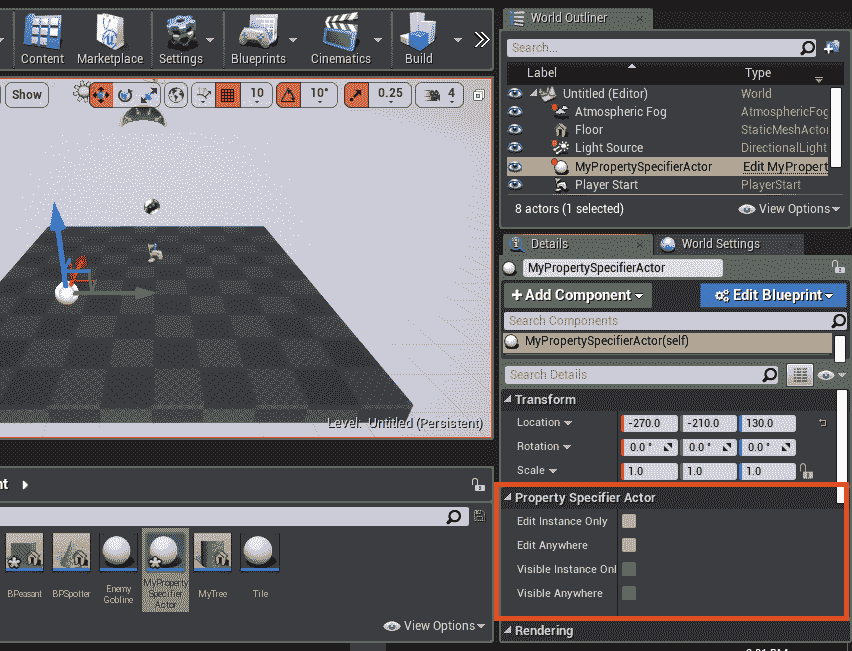 Content Marketplace Settings Blueprints Cinematics Build
Show 10 10° 0.25 4
Level: Untitled (Persistent)
nt
BPeasant BPSpotter Enemy Gobline MyProperty Specifier Actor MyTree Tile
View Options
World Outliner
Search...
Label Type
Untitled (Editor) World
Atmospheric Fog AtmosphericFog
Floor StaticMeshActo
Light Source DirectionalLight
MyPropertySpecifierActor Edit MyPropert
Player Start PlayerStart
8 actors (1 selected) View Options
Details World Settings
MyPropertySpecifierActor
+ Add Component Edit Blueprint
Search Components
MyPropertySpecifierActor(self)
Search Details
Transform
Location -270.0 -210.0 130.0
Rotation 0.0 ° 0.0 ° 0.0 °
Scale 1.0 1.0 1.0
Property Specifier Actor
Edit Instance Only
Edit Anywhere
Visible Instance Onl
Visible Anywhere
Rendering